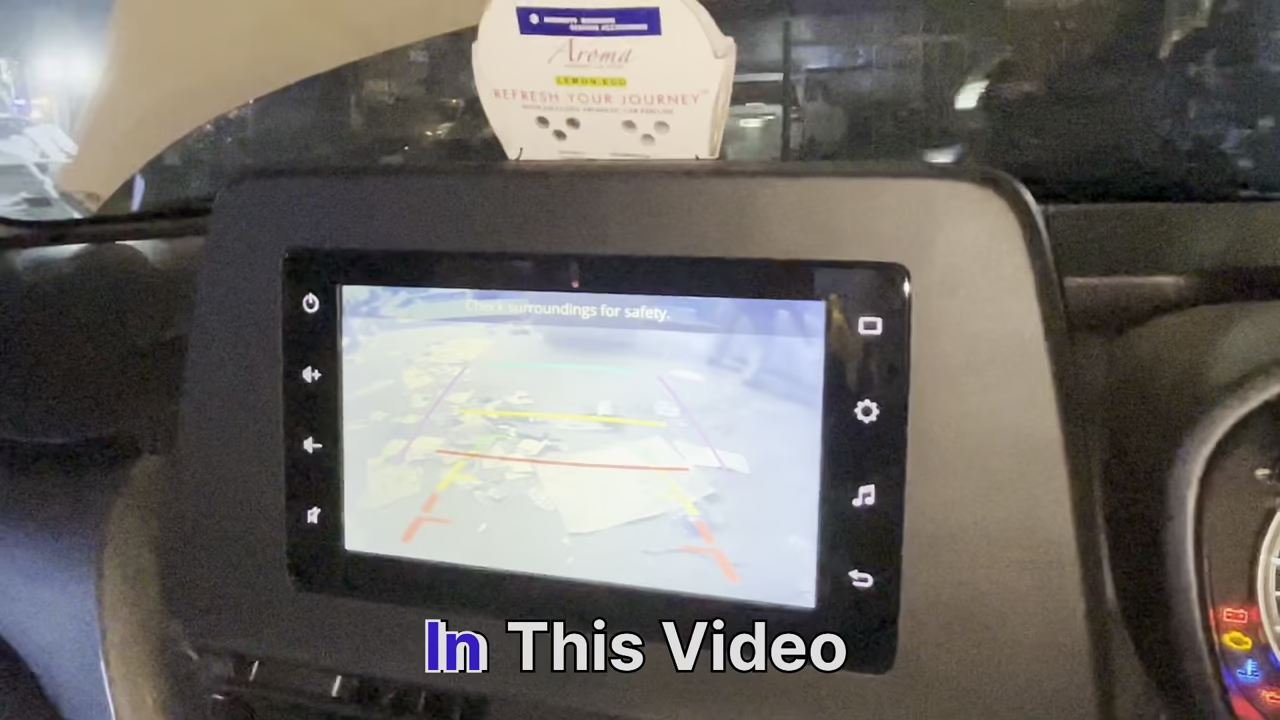 Aroma
LEMON EGO
REFRESH YOUR JOURNEY
Check surroundings for safety.
In This Video